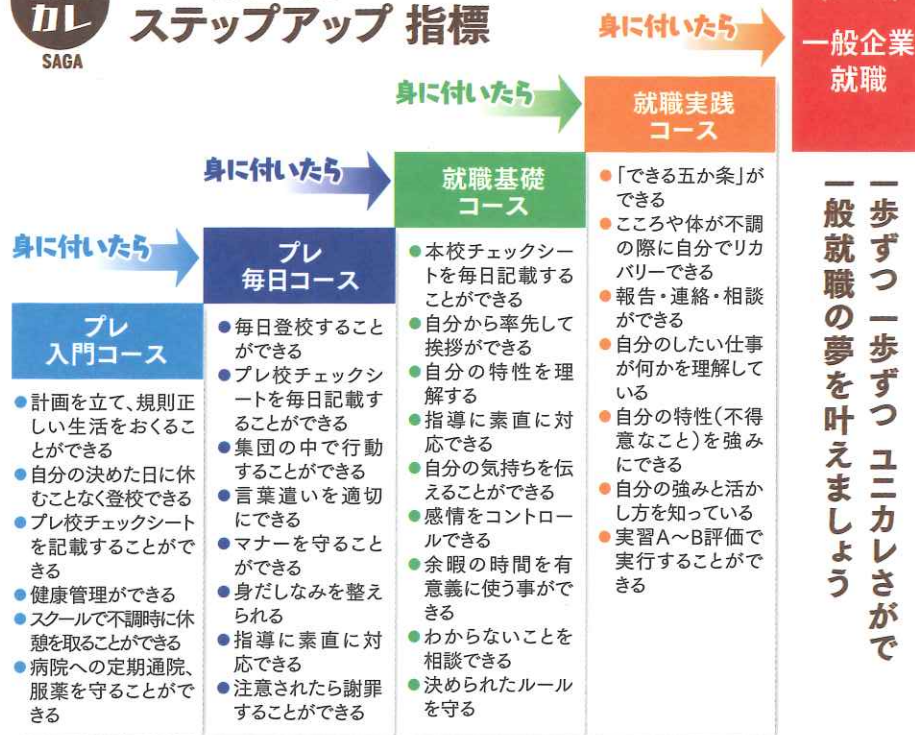 カレ
SAGA
ステップアップ 指標
身に付いたら
一般企業
就職
身に付いたら
就職実践
コース
身に付いたら
就職基礎
コース
身に付いたら
プレ
毎日コース
プレ
入門コース
●計画を立て、規則正
しい生活をおくるこ
とができる
●自分の決めた日に休
むことなく登校できる
●プレ校チェックシート
を記載することがで
きる
●健康管理ができる
●スクールで不調時に休
憩を取ることができる
●病院への定期通院、
服薬を守ることがで
きる
●毎日登校すること
ができる
●プレ校チェックシ
ートを毎日記載す
ることができる
●集団の中で行動
することができる
●言葉遣いを適切
にできる
●マナーを守ること
ができる
●身だしなみを整え
られる
●指導に素直に対
応できる
●注意されたら謝罪
することができる
●本校チェックシー
トを毎日記載する
ことができる
●自分から率先して
挨拶ができる
●自分の特性を理
解する
●指導に素直に対
応できる
●自分の気持ちを伝
えることができる
●感情をコントロー
ルできる
●余暇の時間を有
意義に使う事がで
きる
●わからないことを
相談できる
●決められたルール
を守る
●「できる五か条」が
できる
●こころや体が不調
の際に自分でリカ
バリーできる
●報告・連絡・相談
ができる
●自分のしたい仕事
が何かを理解して
いる
●自分の特性(不得
意なこと)を強み
にできる
●自分の強みと活か
し方を知っている
●実習A~B評価で
実行することがで
きる
一歩ずつ 一歩ずつ ユニカレさがで
一般就職の夢を叶えましょう